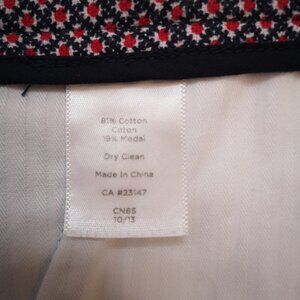 81% Cotton
Coton
19% Modal
Dry Clean
Made In China
CA #23147
CN65
10/13